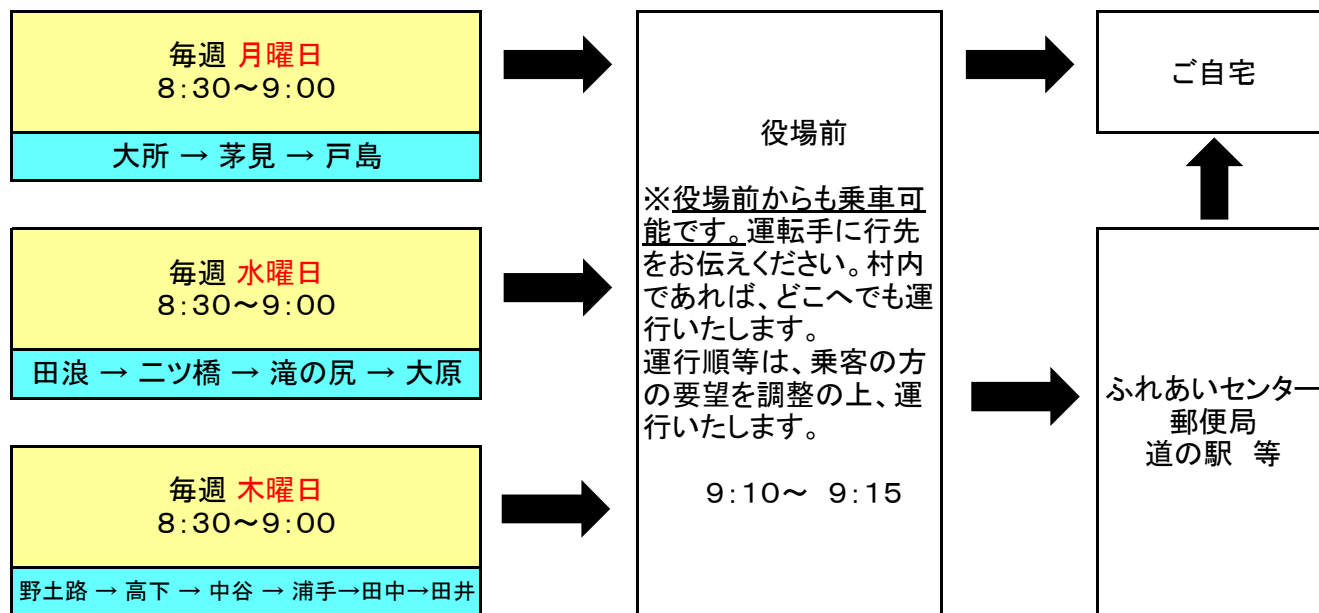 毎週 月曜日
8:30～9:00
大所 → 茅見 → 戸島
毎週 水曜日
8:30～9:00
田浪 → 二ツ橋 → 滝の尻 → 大原
毎週 木曜日
8:30～9:00
野土路 → 高下 → 中谷 → 浦手→田中→田井
役場前
※役場前からも乗車可
能です。運転手に行先
をお伝えください。村内
であれば、どこへでも運
行いたします。
運行順等は、乗客の方
の要望を調整の上、運
行いたします。
9:10～ 9:15
ご自宅
ふれあいセンター
郵便局
道の駅　等